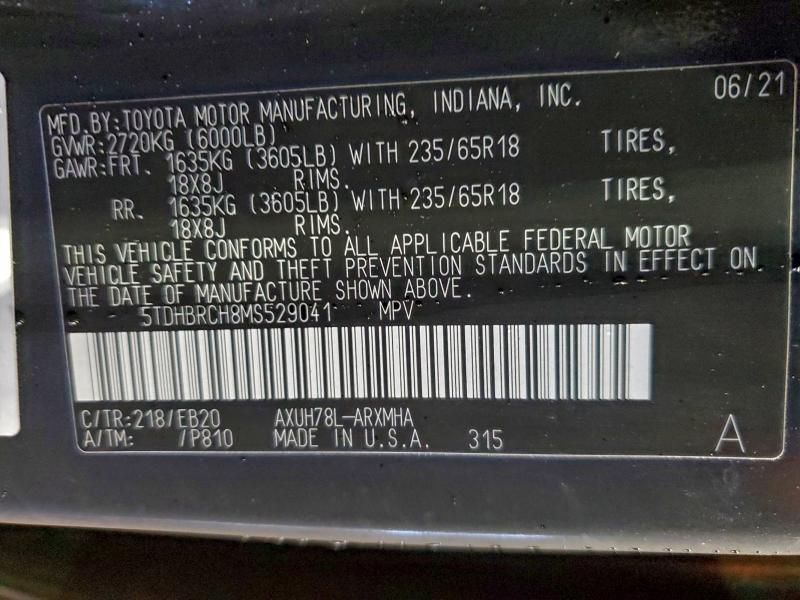 06/21
MFD.BY:TOYOTA MOTOR MANUFACTURING, INDIANA, INC.
GVWR:2720KG (6000LB)
GAWR:FRT. 1635KG (3605LB) WITH 235/65R18 TIRES,
18X8J RIMS.
RR. 1635KG (3605LB) WITH 235/65R18 TIRES,
18X8J RIMS.
THIS VEHICLE CONFORMS TO ALL APPLICABLE FEDERAL MOTOR
VEHICLE SAFETY AND THEFT PREVENTION STANDARDS IN EFFECT ON
THE DATE OF MANUFACTURE SHOWN ABOVE.
5TDHBRCH8MS529041 MPV
C/TR:218/EB20 AXUH78L-ARXMHA
A/TM: /P810 MADE IN U.S.A. 315 A